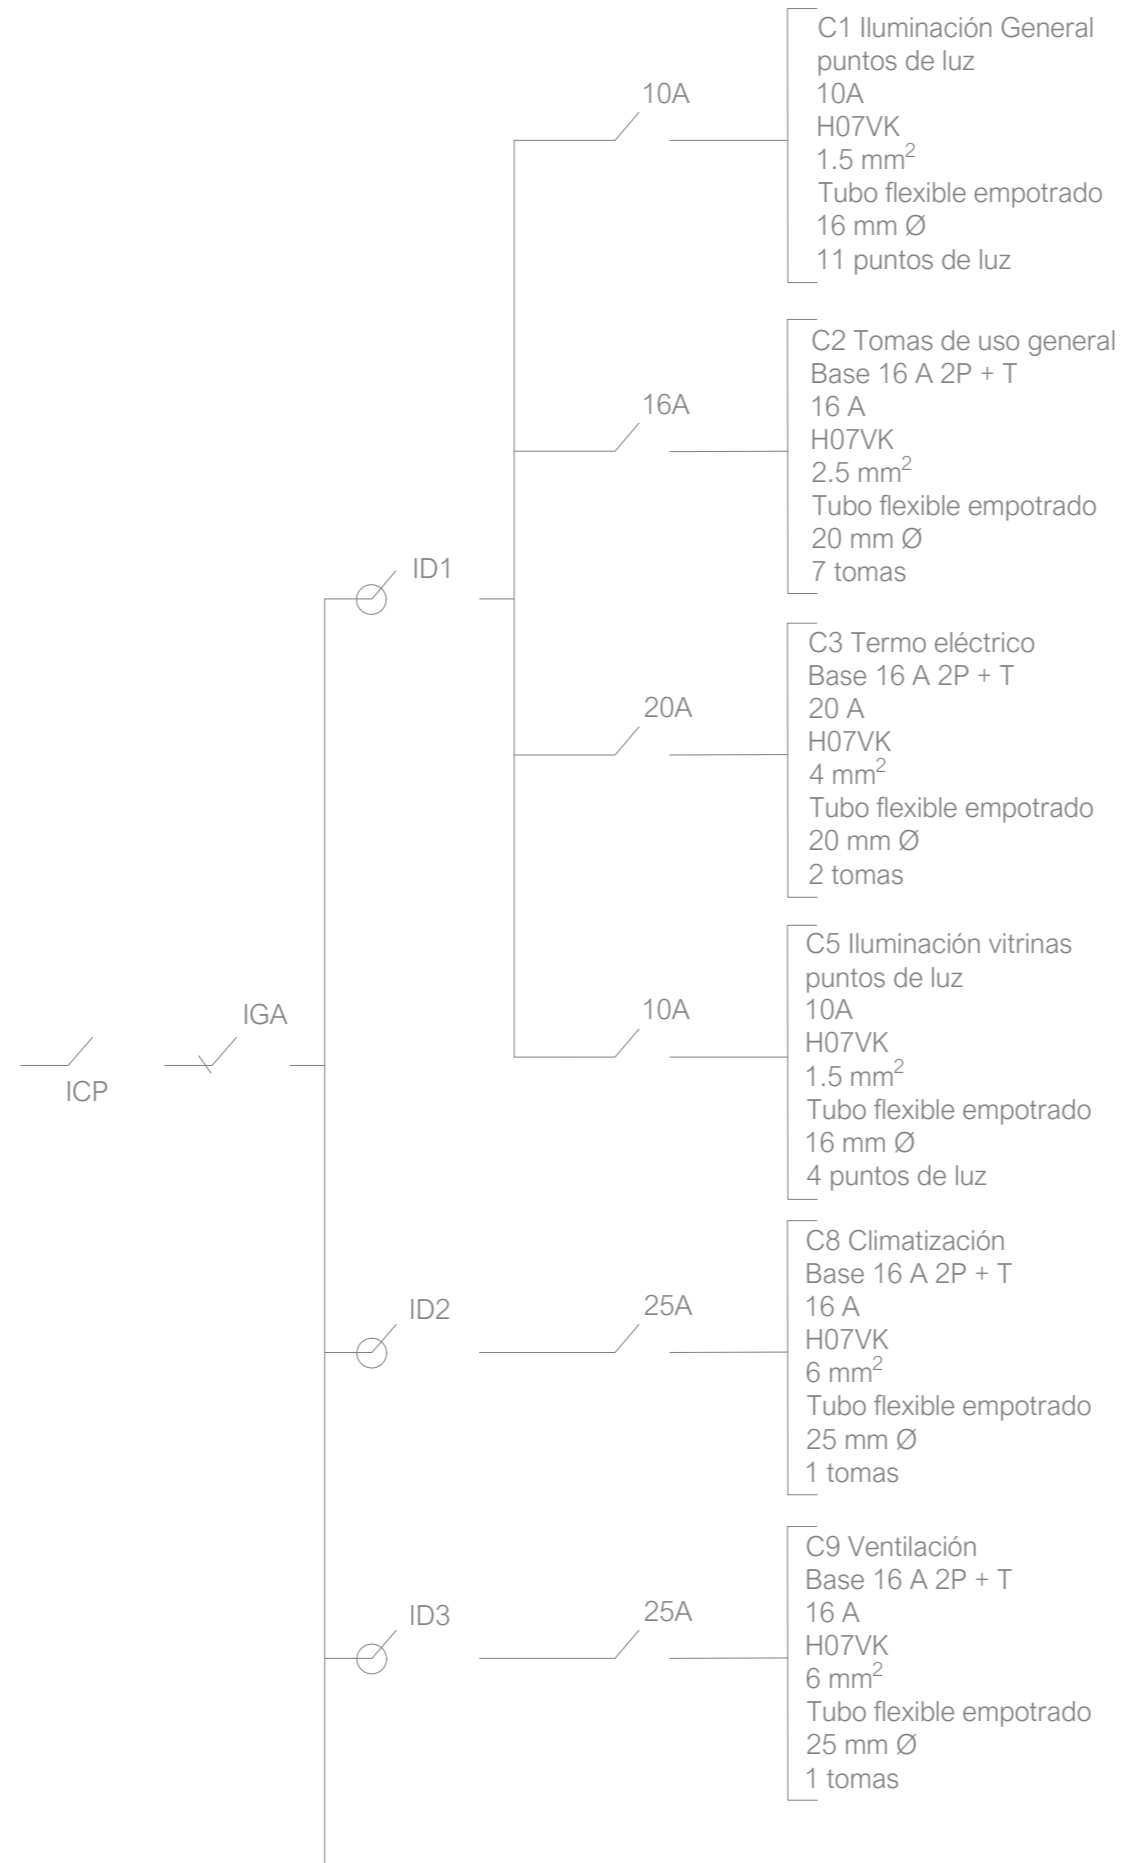 C1 Iluminación General
puntos de luz
10A
H07VK
1.5 mm²
Tubo flexible empotrado
16 mm Ø
11 puntos de luz
10A
C2 Tomas de uso general
Base 16 A 2P + T
16 A
H07VK
2.5 mm²
Tubo flexible empotrado
20 mm Ø
7 tomas
16A
ID1
C3 Termo eléctrico
Base 16 A 2P + T
20 A
H07VK
4 mm²
Tubo flexible empotrado
20 mm Ø
2 tomas
20A
C5 Iluminación vitrinas
puntos de luz
10A
H07VK
1.5 mm²
Tubo flexible empotrado
16 mm Ø
4 puntos de luz
10A
IGA
ICP
C8 Climatización
Base 16 A 2P + T
16 A
H07VK
6 mm²
Tubo flexible empotrado
25 mm Ø
1 tomas
ID2
25A
C9 Ventilación
Base 16 A 2P + T
16 A
H07VK
6 mm²
Tubo flexible empotrado
25 mm Ø
1 tomas
ID3
25A